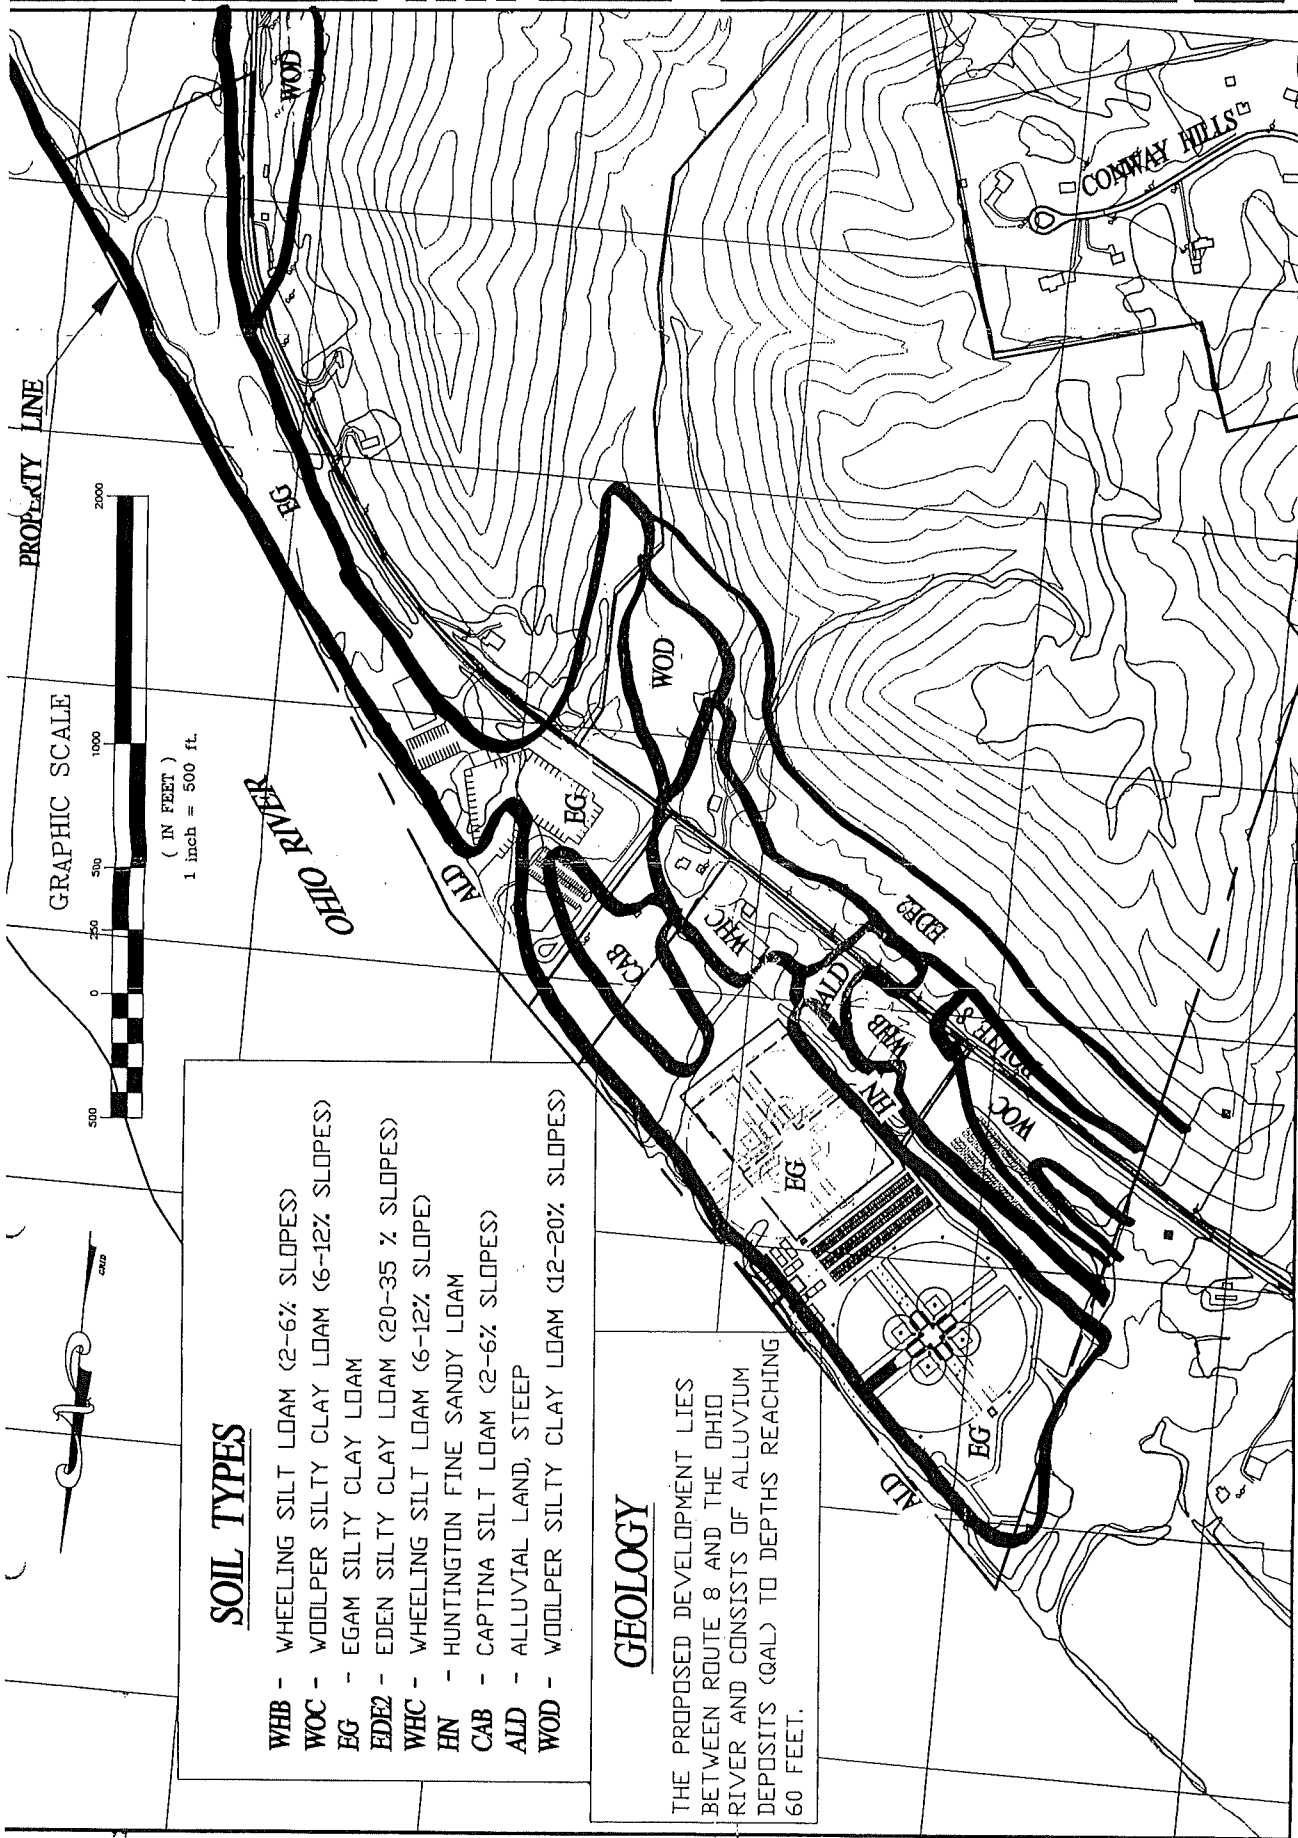 SOIL TYPES
WHB - WHEELING SILT LOAM (2-6% SLOPES)
WOC - WOOLPER SILTY CLAY LOAM (6-12% SLOPES)
EG - EGAM SILTY CLAY LOAM
EDE2 - EDEN SILTY CLAY LOAM (20-35 % SLOPES)
WHC - WHEELING SILT LOAM (6-12% SLOPE)
HN - HUNTINGTON FINE SANDY LOAM
CAB - CAPTINA SILT LOAM (2-6% SLOPES)
ALD - ALLUVIAL LAND, STEEP
WOD - WOOLPER SILTY CLAY LOAM (12-20% SLOPES)
GEOLOGY
THE PROPOSED DEVELOPMENT LIES
BETWEEN ROUTE 8 AND THE OHIO
RIVER AND CONSISTS OF ALLUVIUM
DEPOSITS (QAL) TO DEPTHS REACHING
60 FEET.
GRID
GRAPHIC SCALE
500 0 250 500 1000 2000
( IN FEET )
1 inch = 500 ft.
PROPERTY LINE
OHIO RIVER
WOD
EG
WOD
ALD
EG
CAB
WHC
EDE2
ALD
WHB
HN
ROUTE 8
WOC
EG
EG
ALD
CONWAY HILLS